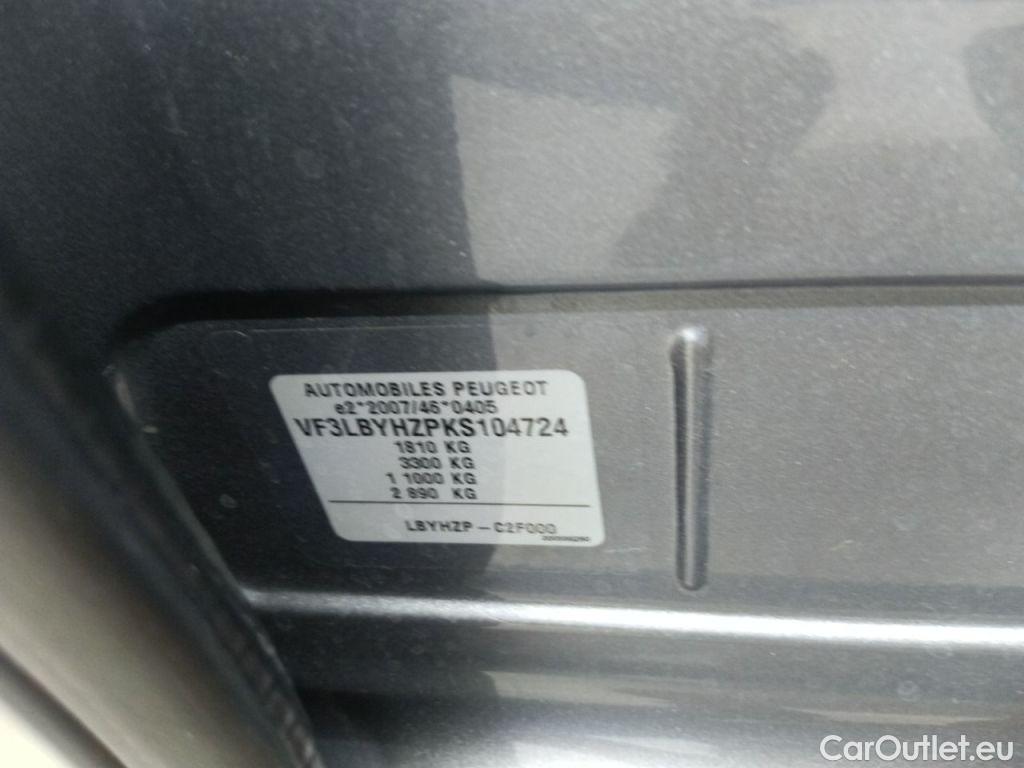 AUTOMOBILES PEUGEOT
e2*2007/46*0405
VF3LBYHZPKS104724
1810 KG
3300 KG
1 1000 KG
2 890 KG
LBYHZP - C2F000
CarOutlet.eu